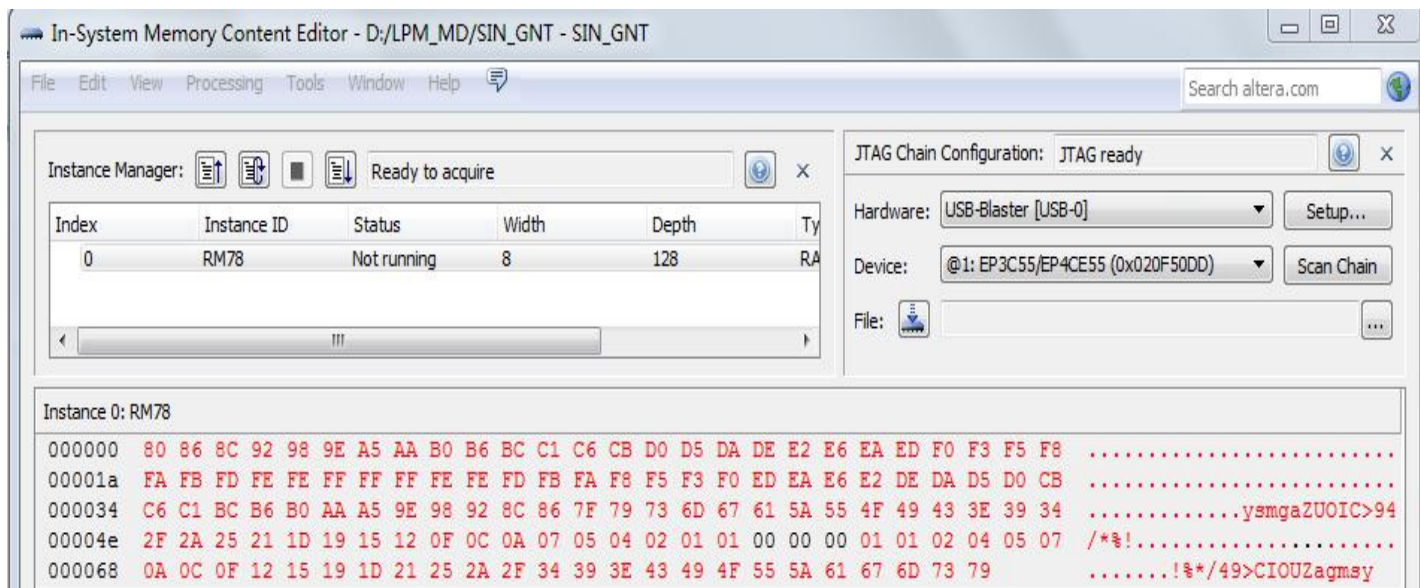 In-System Memory Content Editor - D:/LPM_MD/SIN_GNT - SIN_GNT
File Edit View Processing Tools Window Help
Search altera.com
Instance Manager: Ready to acquire
Index Instance ID Status Width Depth Ty
0 RM78 Not running 8 128 RA
JTAG Chain Configuration: JTAG ready
Hardware: USB-Blaster [USB-0] Setup...
Device: @1: EP3C55/EP4CE55 (0x020F50DD) Scan Chain
File: ...
Instance 0: RM78
000000 80 86 8C 92 98 9E A5 AA B0 B6 BC C1 C6 CB D0 D5 DA DE E2 E6 EA ED F0 F3 F5 F8 ..........................
00001a FA FB FD FE FE FF FF FF FE FE FD FB FA F8 F5 F3 F0 ED EA E6 E2 DE DA D5 D0 CB ..........................
000034 C6 C1 BC B6 B0 AA A5 9E 98 92 8C 86 7F 79 73 6D 67 61 5A 55 4F 49 43 3E 39 34 .............ysmgaZUOIC>94
00004e 2F 2A 25 21 1D 19 15 12 0F 0C 0A 07 05 04 02 01 01 00 00 00 01 01 02 04 05 07 /*%!......................
000068 0A 0C 0F 12 15 19 1D 21 25 2A 2F 34 39 3E 43 49 4F 55 5A 61 67 6D 73 79 .......!%*/49>CIOUZagmsy